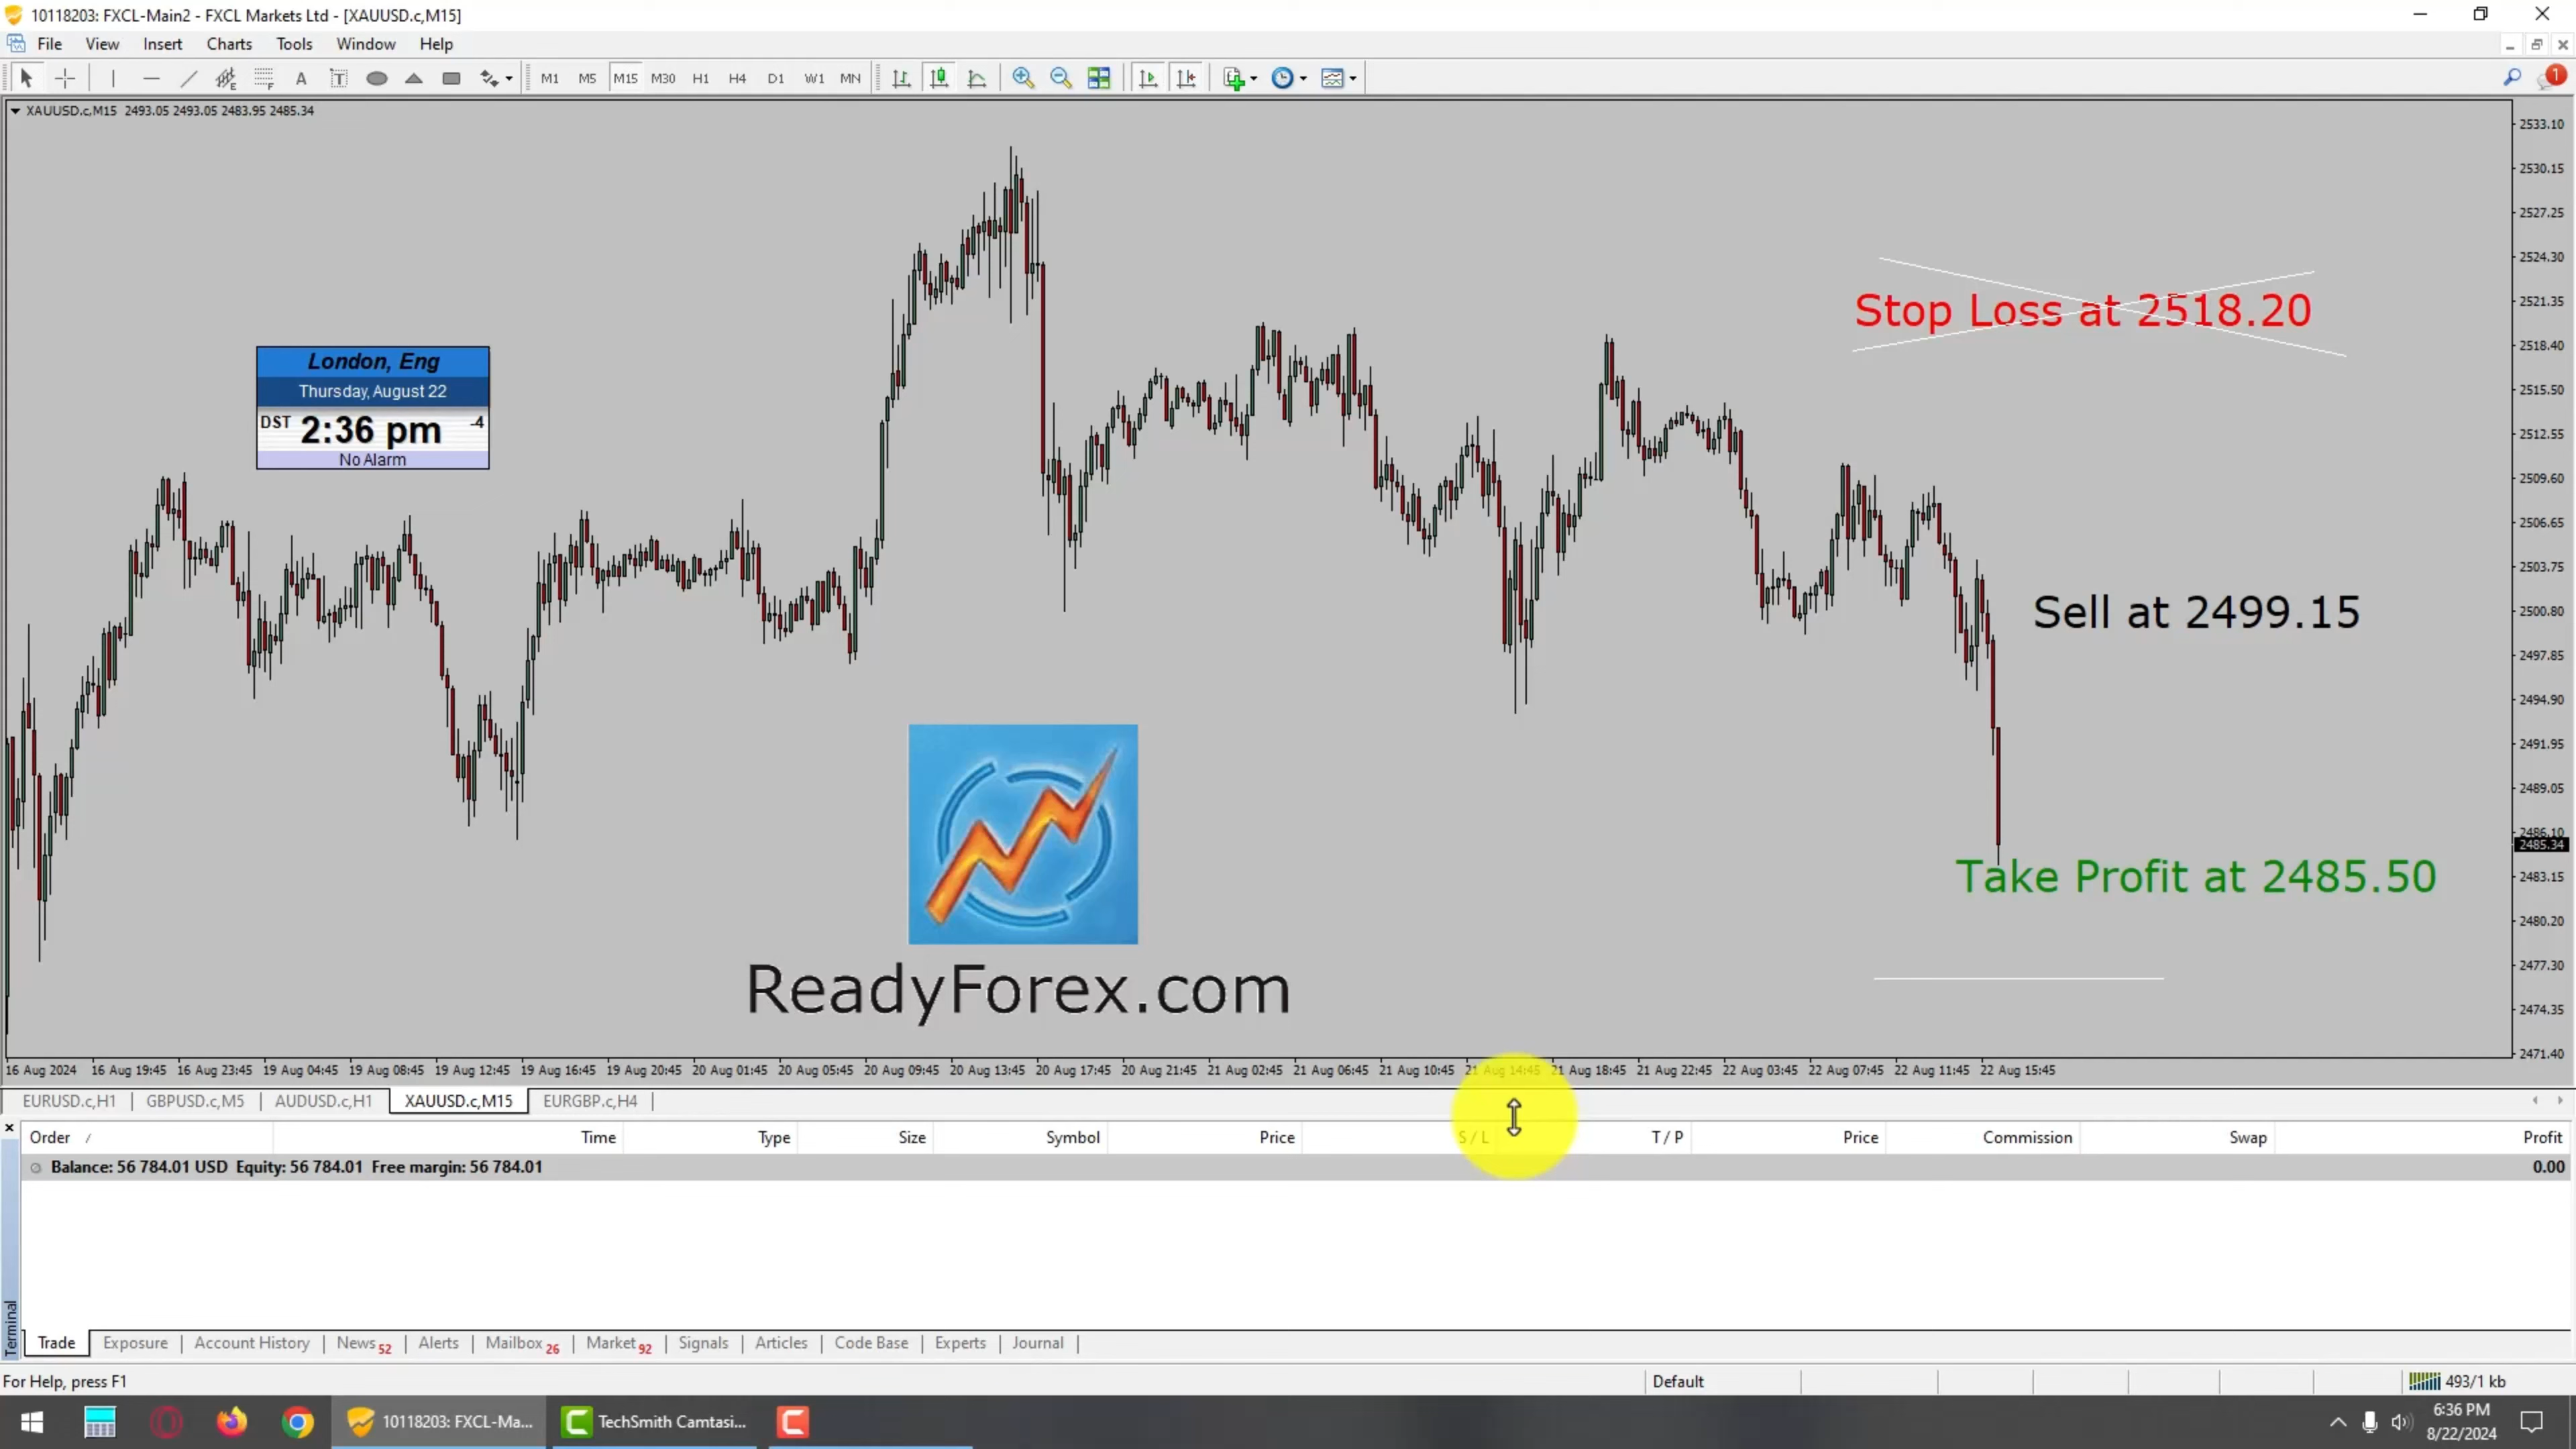 10118203: FXCL-Main2 - FXCL Markets Ltd - [XAUUSD.c,M15]
File View Insert Charts Tools Window Help
A T M1 M5 M15 M30 H1 H4 D1 W1 MN 1
XAUUSD.c,M15 2493.05 2493.05 2483.95 2485.34
2533.10
2530.15
2527.25
2524.30
2521.35
2518.40
2515.50
2512.55
2509.60
2506.65
2503.75
2500.80
2497.85
2494.90
2491.95
2489.05
2486.10
2485.34
2483.15
2480.20
2477.30
2474.35
2471.40
Stop Loss at 2518.20
London, Eng
Thursday, August 22
DST 2:36 pm -4
No Alarm
Sell at 2499.15
Take Profit at 2485.50
ReadyForex.com
16 Aug 2024 16 Aug 19:45 16 Aug 23:45 19 Aug 04:45 19 Aug 08:45 19 Aug 12:45 19 Aug 16:45 19 Aug 20:45 20 Aug 01:45 20 Aug 05:45 20 Aug 09:45 20 Aug 13:45 20 Aug 17:45 20 Aug 21:45 21 Aug 02:45 21 Aug 06:45 21 Aug 10:45 21 Aug 14:45 21 Aug 18:45 21 Aug 22:45 22 Aug 03:45 22 Aug 07:45 22 Aug 11:45 22 Aug 15:45
EURUSD.c,H1 GBPUSD.c,M5 AUDUSD.c,H1 XAUUSD.c,M15 EURGBP.c,H4
Order / Time Type Size Symbol Price S / L T / P Price Commission Swap Profit
Balance: 56 784.01 USD Equity: 56 784.01 Free margin: 56 784.01 0.00
Terminal
Trade Exposure Account History News 52 Alerts Mailbox 26 Market 92 Signals Articles Code Base Experts Journal
For Help, press F1 Default 493/1 kb
10118203: FXCL-Ma... TechSmith Camtasi... 6:36 PM
8/22/2024